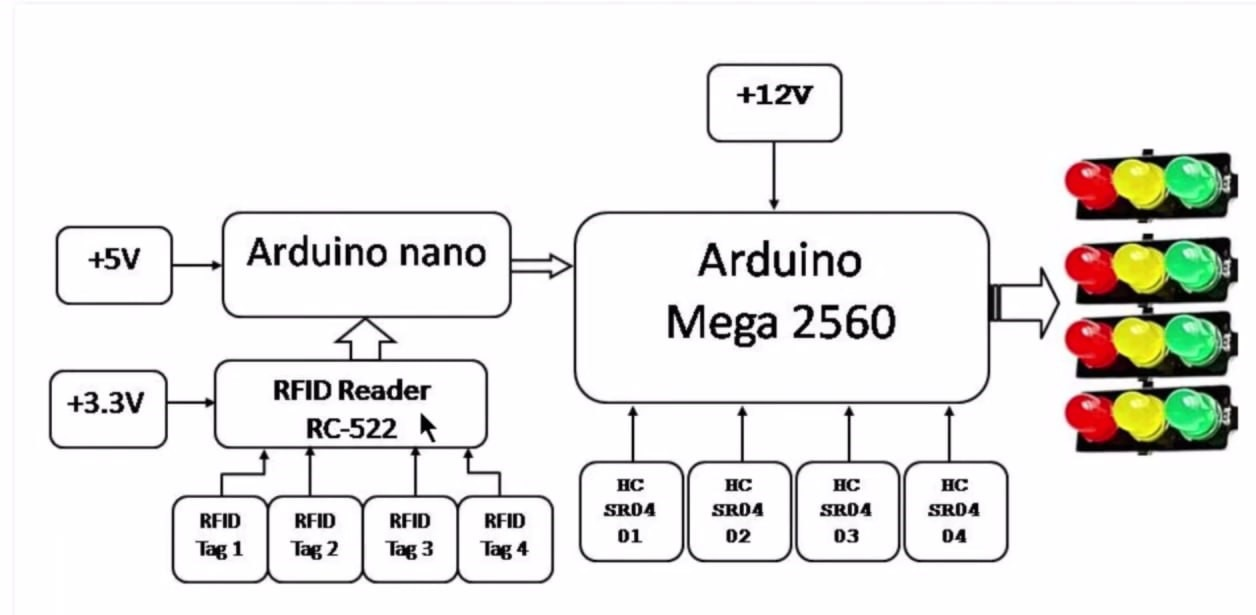 +12V
+5V
Arduino nano
Arduino
Mega 2560
+3.3V
RFID Reader
RC-522
RFID
Tag 1
RFID
Tag 2
RFID
Tag 3
RFID
Tag 4
HC
SR04
01
HC
SR04
02
HC
SR04
03
HC
SR04
04